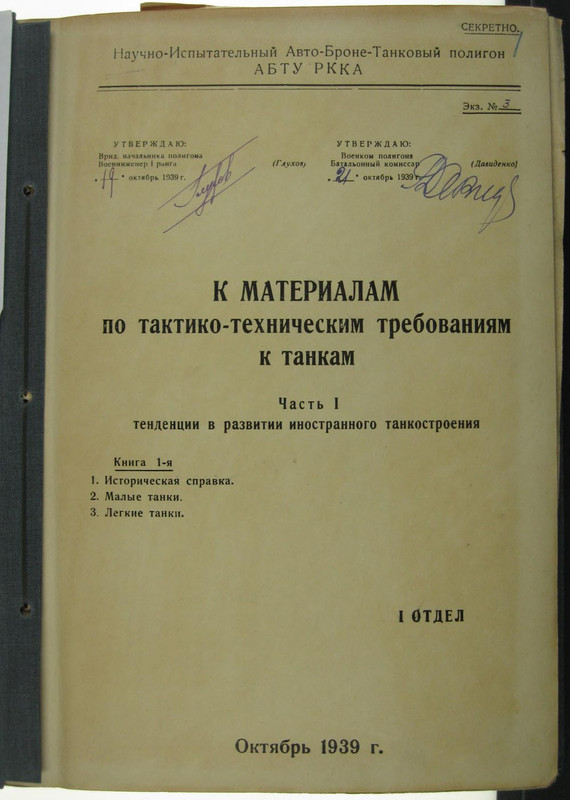 СЕКРЕТНО.
Научно-Испытательный Авто-Броне-Танковый полигон
АБТУ РККА
Экз. № 3
УТВЕРЖДАЮ:
Врид. начальника полигона
Военинженер I ранга (Глухов)
„19" октябрь 1939 г.
УТВЕРЖДАЮ:
Военком полигона
Батальонный комиссар (Давиденко)
„21" октябрь 1939 г.
К МАТЕРИАЛАМ
по тактико-техническим требованиям
к танкам
Часть I
тенденции в развитии иностранного танкостроения
Книга 1-я
1. Историческая справка.
2. Малые танки.
3. Легкие танки.
I ОТДЕЛ
Октябрь 1939 г.